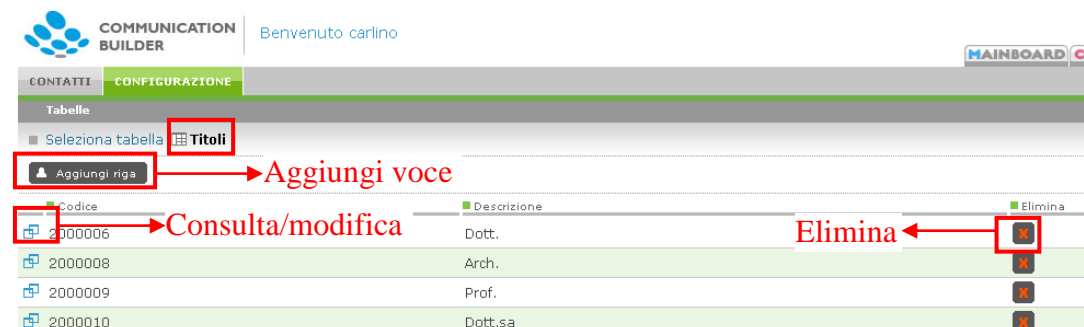 COMMUNICATION
BUILDER
Benvenuto carlino
MAINBOARD C
CONTATTI CONFIGURAZIONE
Tabelle
Seleziona tabella Titoli
Aggiungi riga Aggiungi voce
Codice Descrizione Elimina
Consulta/modifica Elimina
2000006 Dott.
2000008 Arch.
2000009 Prof.
2000010 Dott.sa